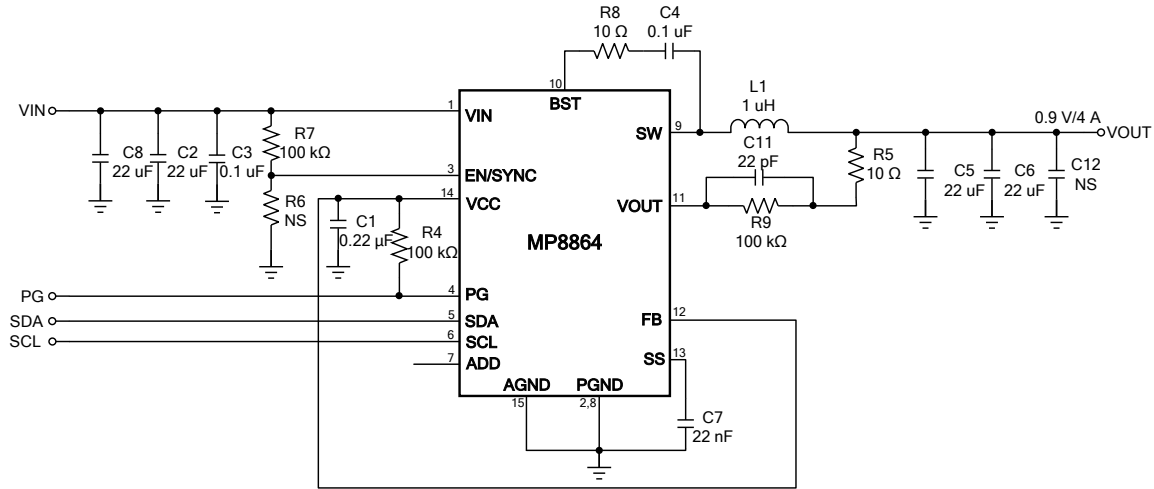 R8
10 Ω
C4
0.1 uF
10
BST
VIN
1
VIN
C8
22 uF
C2
22 uF
C3
0.1 uF
R7
100 kΩ
3
EN/SYNC
R6
NS
14
VCC
C1
0.22 µF
R4
100 kΩ
PG
4
PG
SDA
5
SDA
SCL
6
SCL
7
ADD
MP8864
SW
9
L1
1 uH
C11
22 pF
VOUT
11
R9
100 kΩ
R5
10 Ω
0.9 V/4 A
VOUT
C5
22 uF
C6
22 uF
C12
NS
FB
12
SS
13
C7
22 nF
AGND
15
PGND
2,8